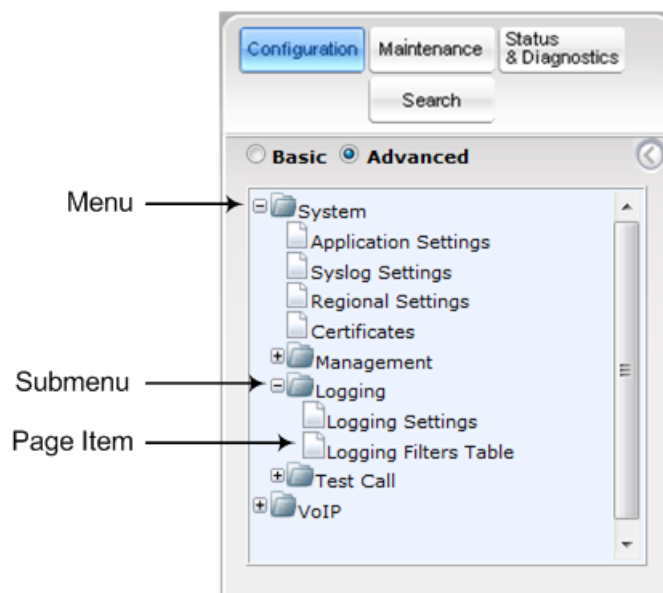 Configuration
Maintenance
Status
& Diagnostics
Search
Basic
Advanced
Menu
System
Application Settings
Syslog Settings
Regional Settings
Certificates
Management
Submenu
Logging
Logging Settings
Page Item
Logging Filters Table
Test Call
VoIP